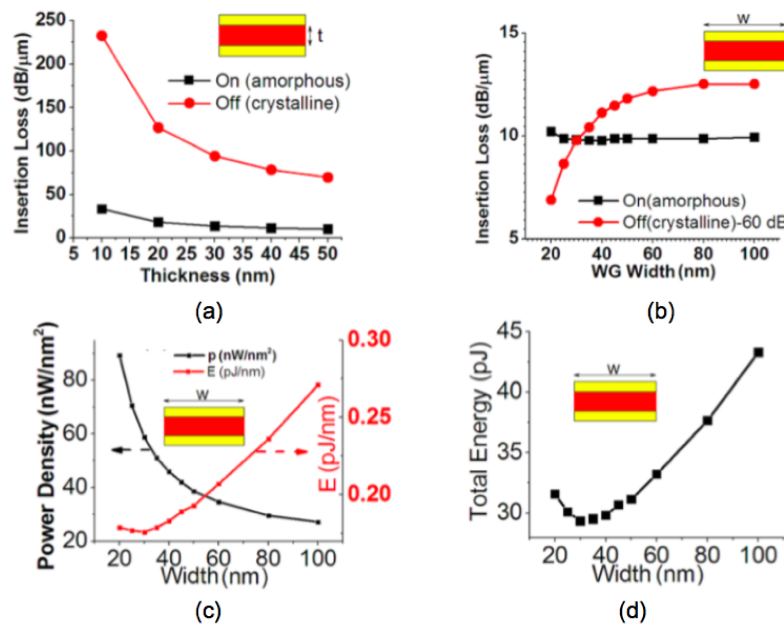 250
200
150
100
50
0
Insertion Loss (dB/μm)
t
On (amorphous)
Off (crystalline)
5 10 15 20 25 30 35 40 45 50 55
Thickness (nm)
(a)
15
10
5
Insertion Loss (dB/μm)
W
On(amorphous)
Off(crystalline)-60 dB
20 40 60 80 100
WG Width (nm)
(b)
80
60
40
20
Power Density (nW/nm²)
p (nW/nm²)
E (pJ/nm)
W
0.30
0.25
0.20
E (pJ/nm)
20 40 60 80 100
Width (nm)
(c)
45
40
35
30
Total Energy (pJ)
W
20 40 60 80 100
Width (nm)
(d)